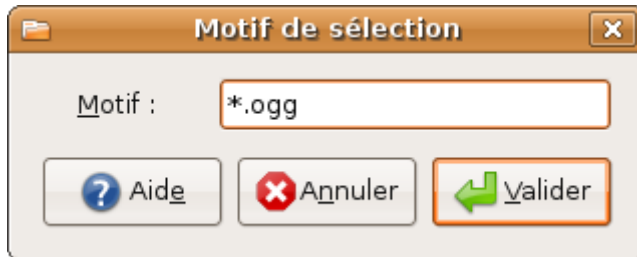 Motif de sélection
Motif : *.ogg
Aide Annuler Valider